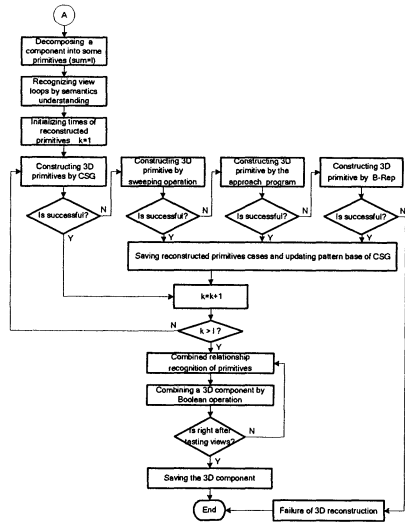 A
Decomposing a
component into some
primitives (sum=l)
Recognizing view
loops by semantics
understanding
Initializing times of
reconstructed
primitives k=1
Constructing 3D
primitives by CSG
Constructing 3D
primitive by
sweeping operation
Constructing 3D
primitive by the
approach program
Constructing 3D
primitive by B-Rep
Is successful?
N
Is successful?
N
Is successful?
N
Is successful?
N
Y
Y
Y
Y
Saving reconstructed primitives cases and updating pattern base of CSG
k=k+1
N
k > l ?
Y
Combined relationship
recognition of primitives
Combining a 3D component by
Boolean operation
Is right after
tasting views?
N
Y
Saving the 3D component
End
Failure of 3D reconstruction